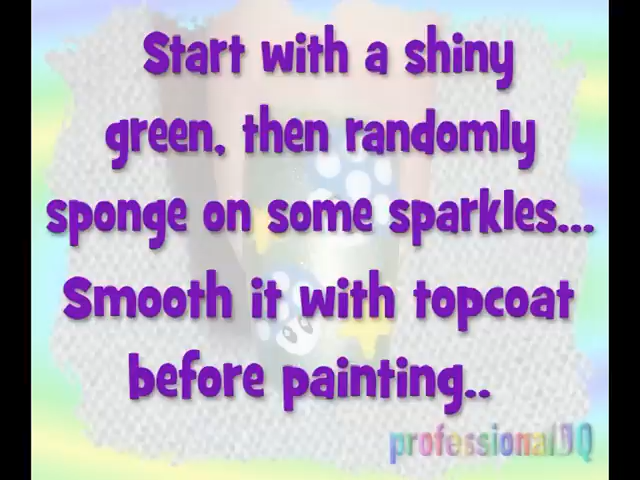 Start with a shiny
green, then randomly
sponge on some sparkles...
Smooth it with topcoat
before painting..
professionalDQ